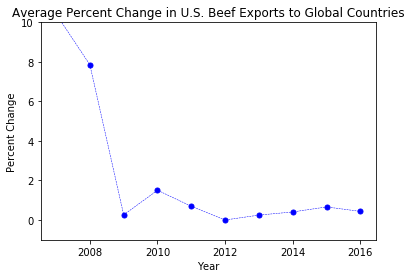 Average Percent Change in U.S. Beef Exports to Global Countries
10
8
6
4
2
0
Percent Change
2008 2010 2012 2014 2016
Year